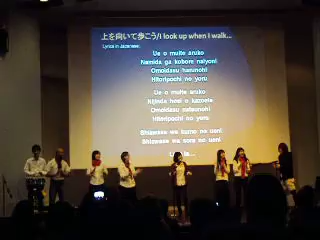 上を向いて歩こう/I look up when I walk...
Lyrics in Japanese:
Ue o muite aruko
Namida ga kobore naiyoni
Omoidasu harunohi
Hitoripochi no yoru
Ue o muite aruko
Nijinda hosi o kazoete
Omoidasu natsunohi
Hitoripochi no yoru
Shiawase wa kumo no ueni
Shiawase wa sora no ueni